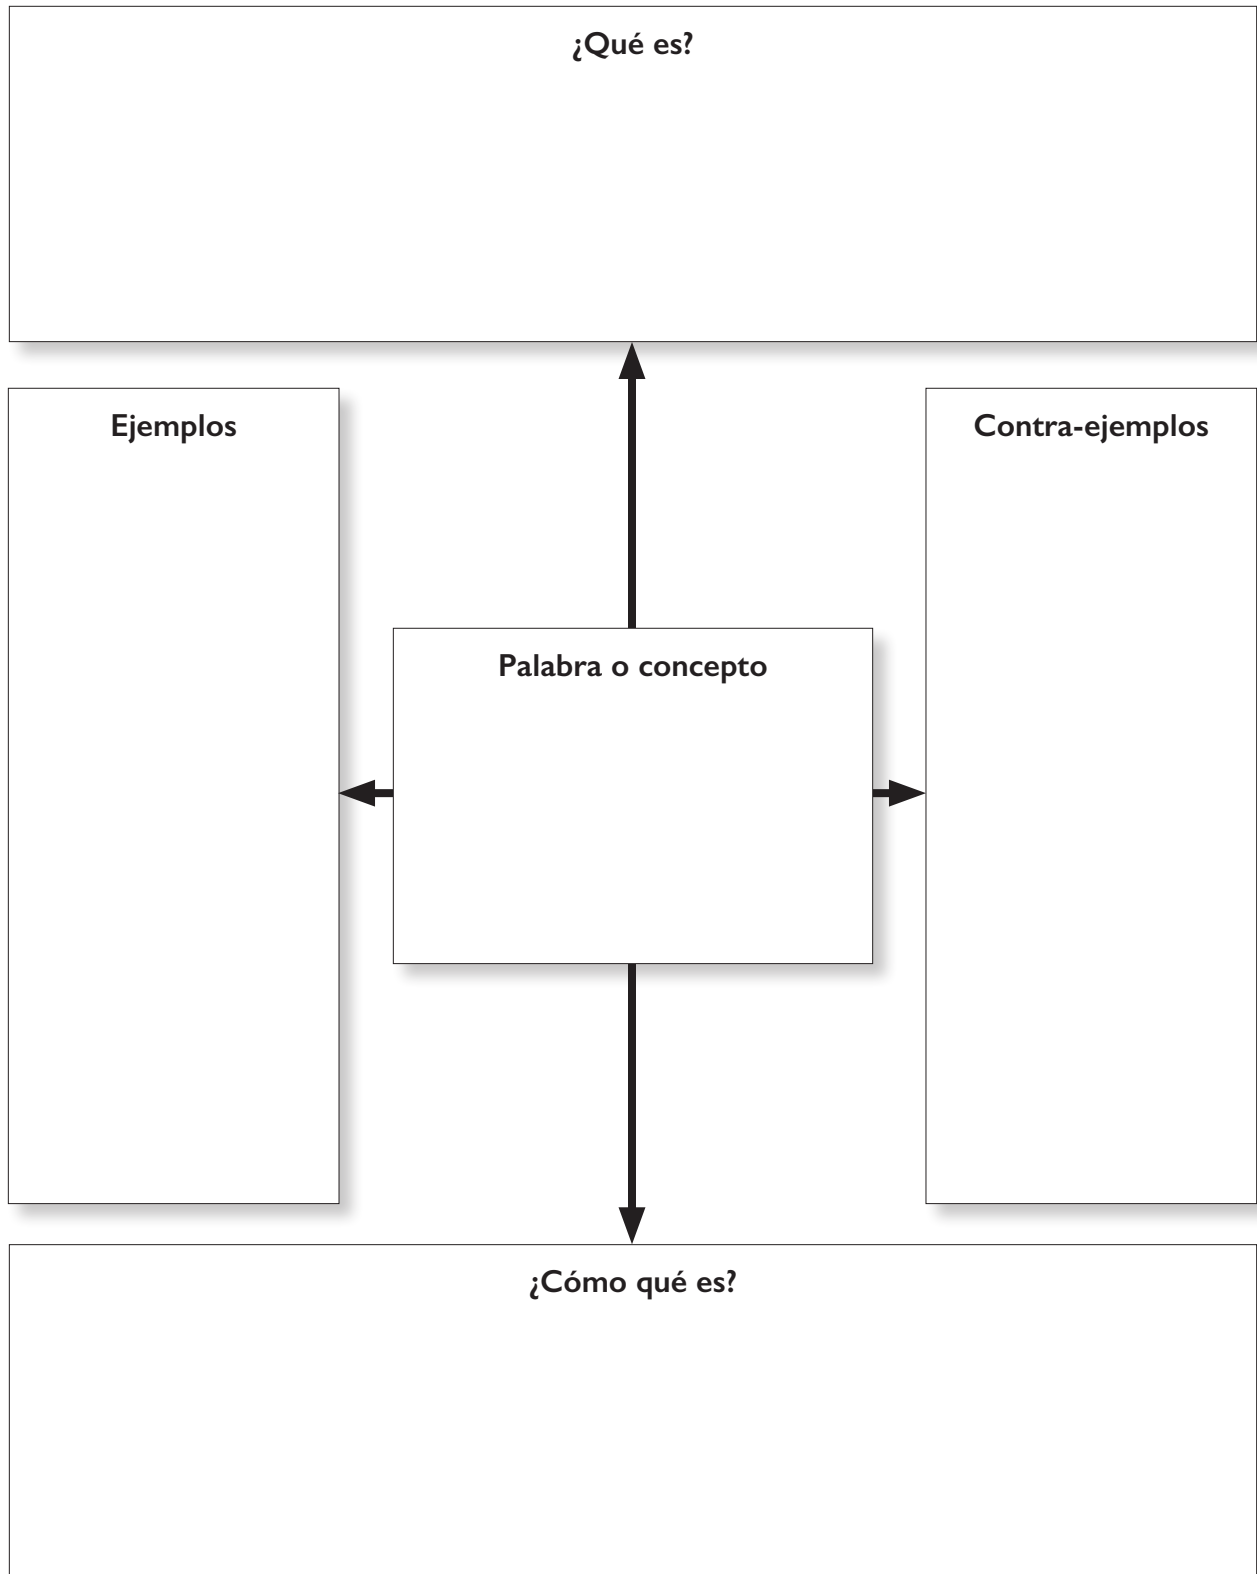 ¿Qué es?
Ejemplos
Contra-ejemplos
Palabra o concepto
¿Cómo qué es?